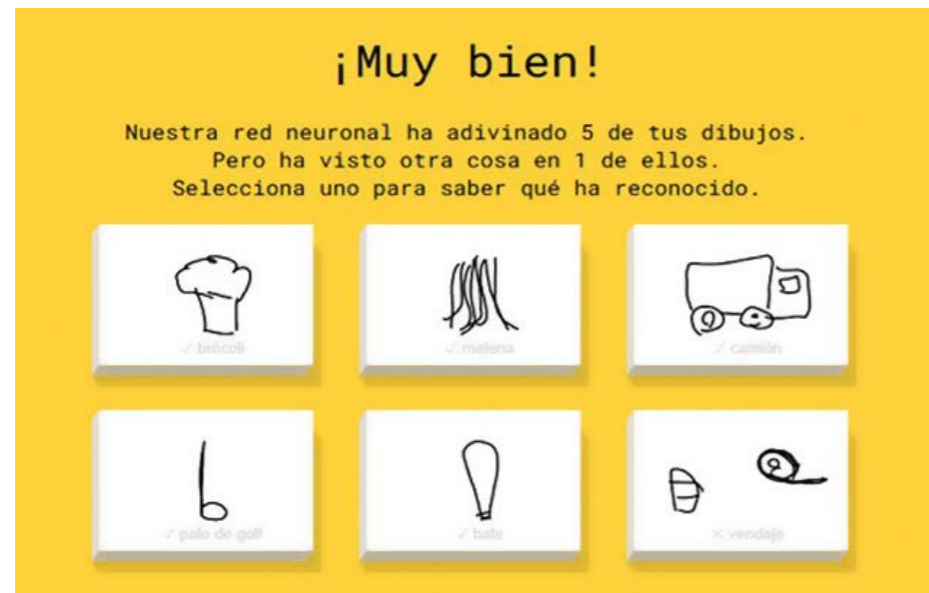 ¡Muy bien!
Nuestra red neuronal ha adivinado 5 de tus dibujos.
Pero ha visto otra cosa en 1 de ellos.
Selecciona uno para saber qué ha reconocido.
✓ brócoli
✓ melena
✓ camión
✓ palo de golf
✓ bate
✕ vendaje